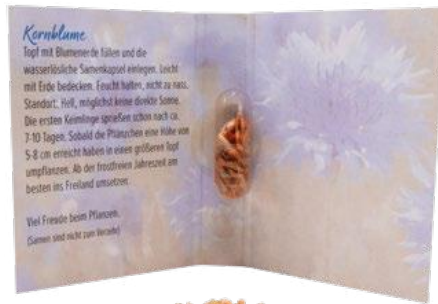 Kornblume
Topf mit Blumenerde füllen und die
wasserlösliche Samenkapsel einlegen. Leicht
mit Erde bedecken. Feucht halten, nicht zu nass.
Standort: Hell, möglichst keine direkte Sonne.
Die ersten Keimlinge sprießen schon nach ca.
7-10 Tagen. Sobald die Pflänzchen eine Höhe von
5-8 cm erreicht haben in einen größeren Topf
umpflanzen. Ab der frostfreien Jahreszeit am
besten ins Freiland umsetzen.
Viel Freude beim Pflanzen.
(Samen sind nicht zum Verzehr)